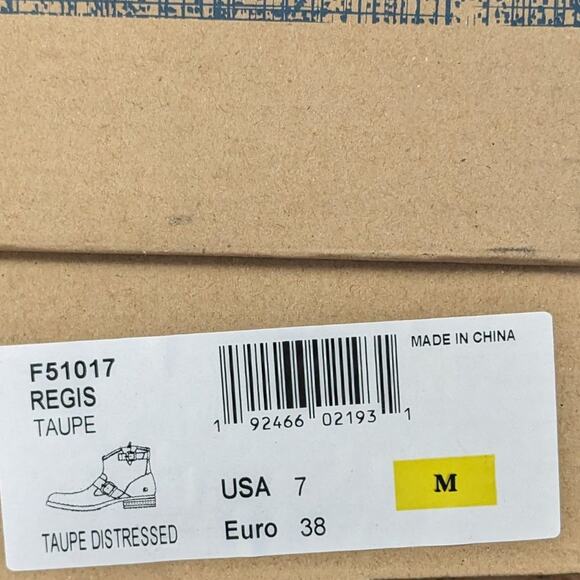 F51017
REGIS
TAUPE
TAUPE DISTRESSED
1 92466 02193 1
MADE IN CHINA
USA 7
Euro 38
M